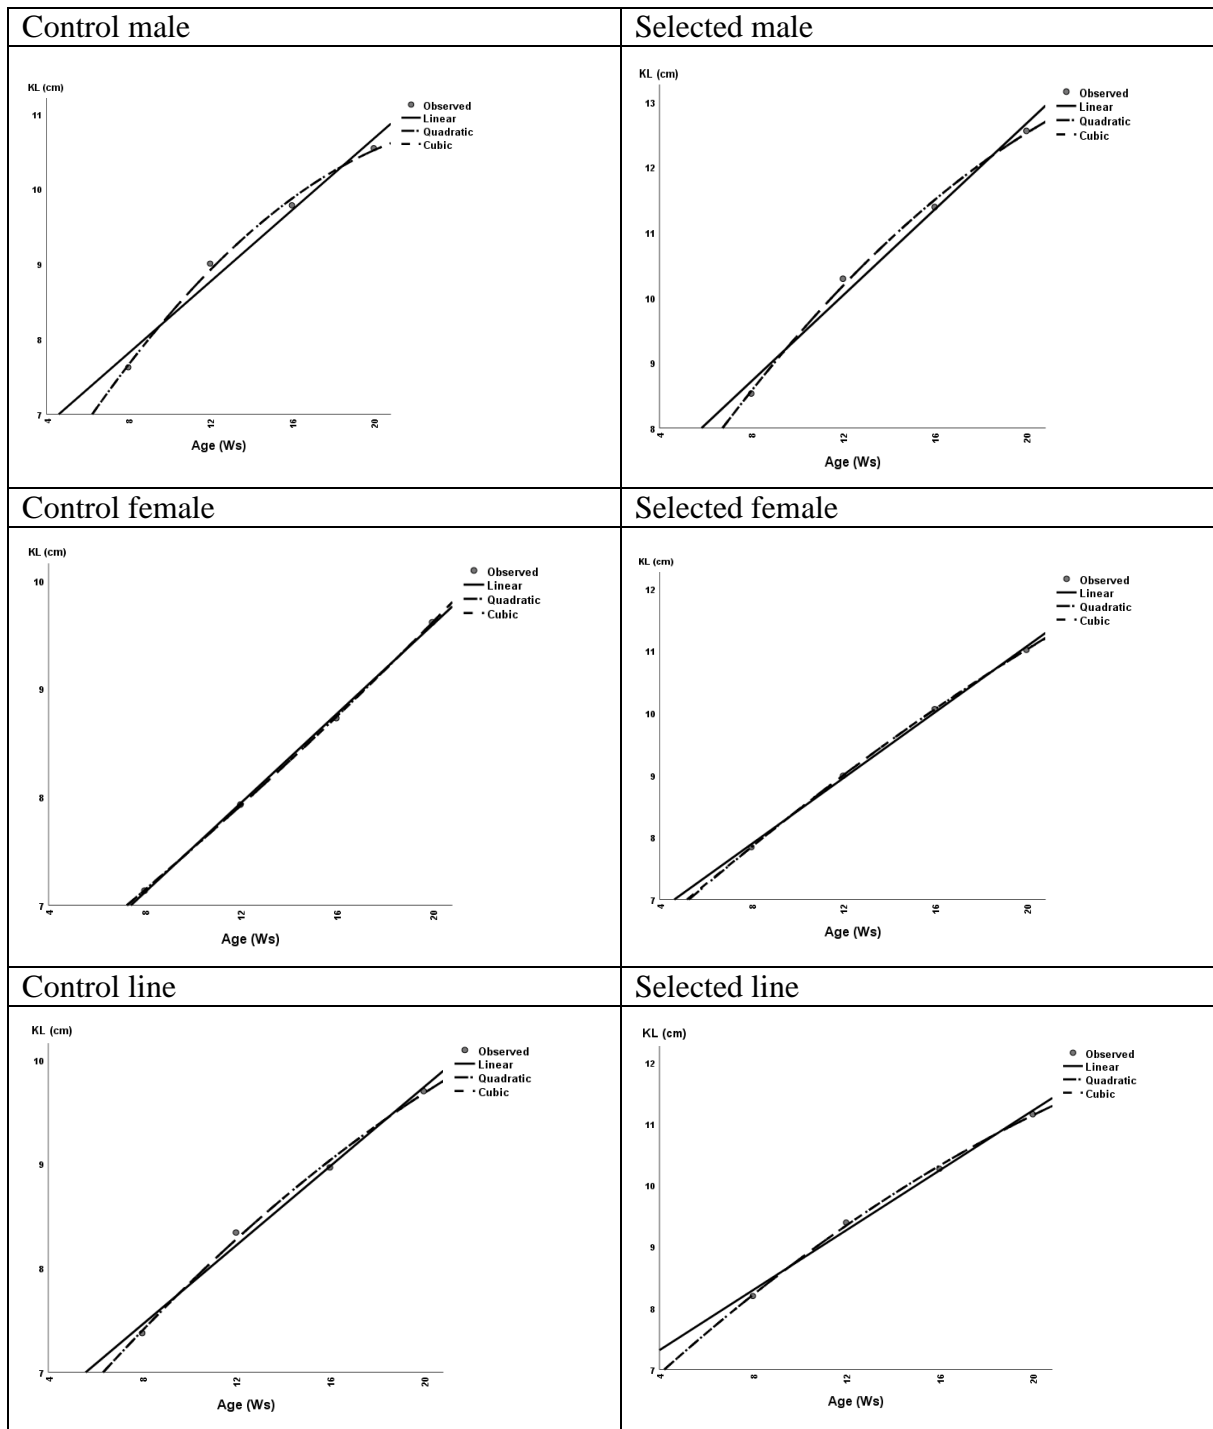 Control male
Selected male
KL (cm)
11
10
9
8
7
4
8
12
16
20
Age (Ws)
Observed
Linear
Quadratic
Cubic
KL (cm)
13
12
11
10
9
8
4
8
12
16
20
Age (Ws)
Observed
Linear
Quadratic
Cubic
Control female
Selected female
KL (cm)
10
9
8
7
4
8
12
16
20
Age (Ws)
Observed
Linear
Quadratic
Cubic
KL (cm)
12
11
10
9
8
7
4
8
12
16
20
Age (Ws)
Observed
Linear
Quadratic
Cubic
Control line
Selected line
KL (cm)
10
9
8
7
4
8
12
16
20
Age (Ws)
Observed
Linear
Quadratic
Cubic
KL (cm)
12
11
10
9
8
7
4
8
12
16
20
Age (Ws)
Observed
Linear
Quadratic
Cubic